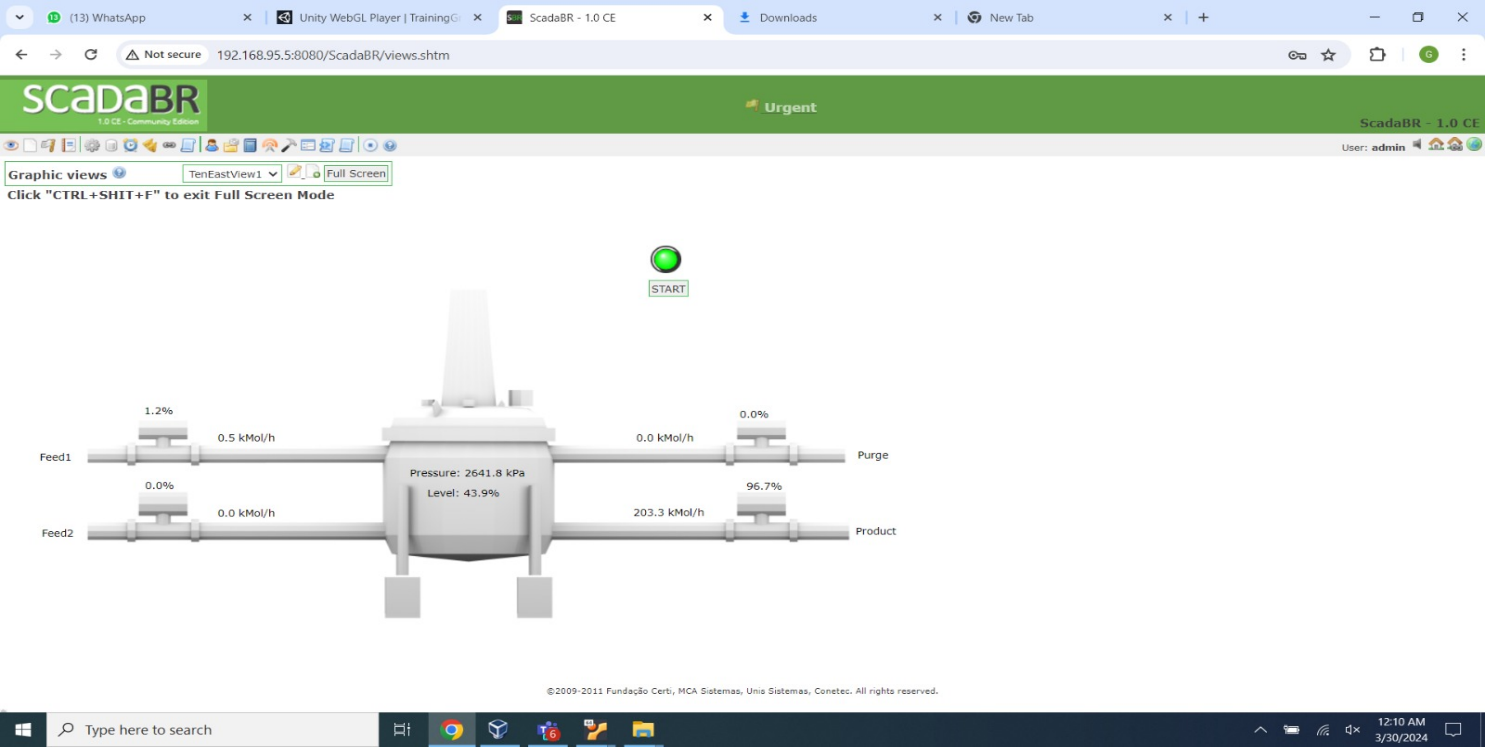 (13) WhatsApp
Unity WebGL Player | TrainingG
ScadaBR - 1.0 CE
Downloads
New Tab
Not secure 192.168.95.5:8080/ScadaBR/views.shtm
G
SCADABR
1.0 CE - Community Edition
Urgent
ScadaBR - 1.0 CE
User: admin
Graphic views TenEastView1 Full Screen
Click "CTRL+SHIT+F" to exit Full Screen Mode
START
1.2%
0.0%
0.5 kMol/h
0.0 kMol/h
Feed1
Purge
Pressure: 2641.8 kPa
Level: 43.9%
0.0%
96.7%
0.0 kMol/h
203.3 kMol/h
Feed2
Product
©2009-2011 Fundação Certi, MCA Sistemas, Unis Sistemas, Conetec. All rights reserved.
Type here to search
12:10 AM
3/30/2024